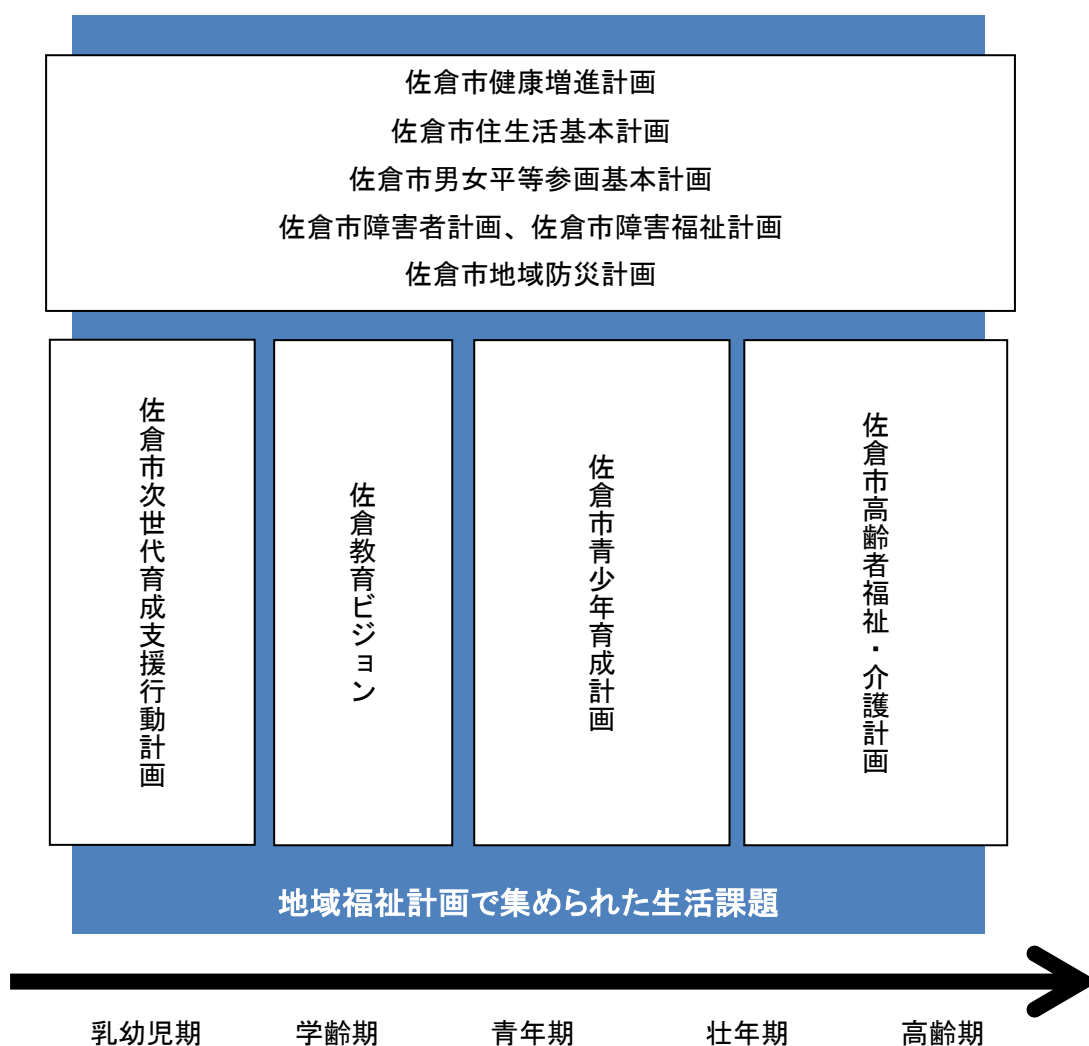 佐倉市健康増進計画
佐倉市住生活基本計画
佐倉市男女平等参画基本計画
佐倉市障害者計画、佐倉市障害福祉計画
佐倉市地域防災計画
佐倉市次世代育成支援行動計画
佐倉教育ビジョン
佐倉市青少年育成計画
佐倉市高齢者福祉・介護計画
地域福祉計画で集められた生活課題
乳幼児期 学齢期 青年期 壮年期 高齢期